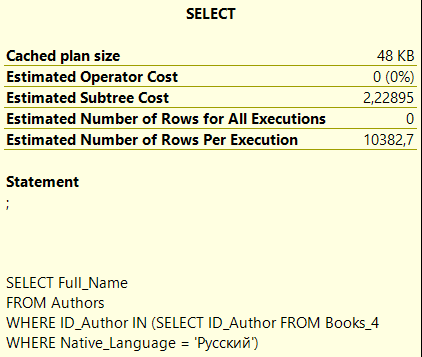 SELECT
Cached plan size 48 KB
Estimated Operator Cost 0 (0%)
Estimated Subtree Cost 2,22895
Estimated Number of Rows for All Executions 0
Estimated Number of Rows Per Execution 10382,7
Statement
;
SELECT Full_Name
FROM Authors
WHERE ID_Author IN (SELECT ID_Author FROM Books_4
WHERE Native_Language = 'Русский')